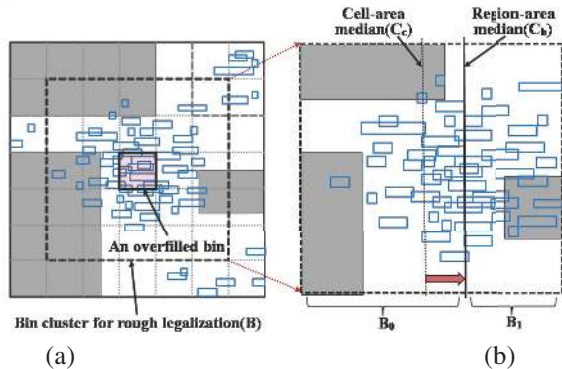 Cell-area
median(Cc)
Region-area
median(Cb)
An overfilled bin
Bin cluster for rough legalization(B)
B0
B1
(a)
(b)